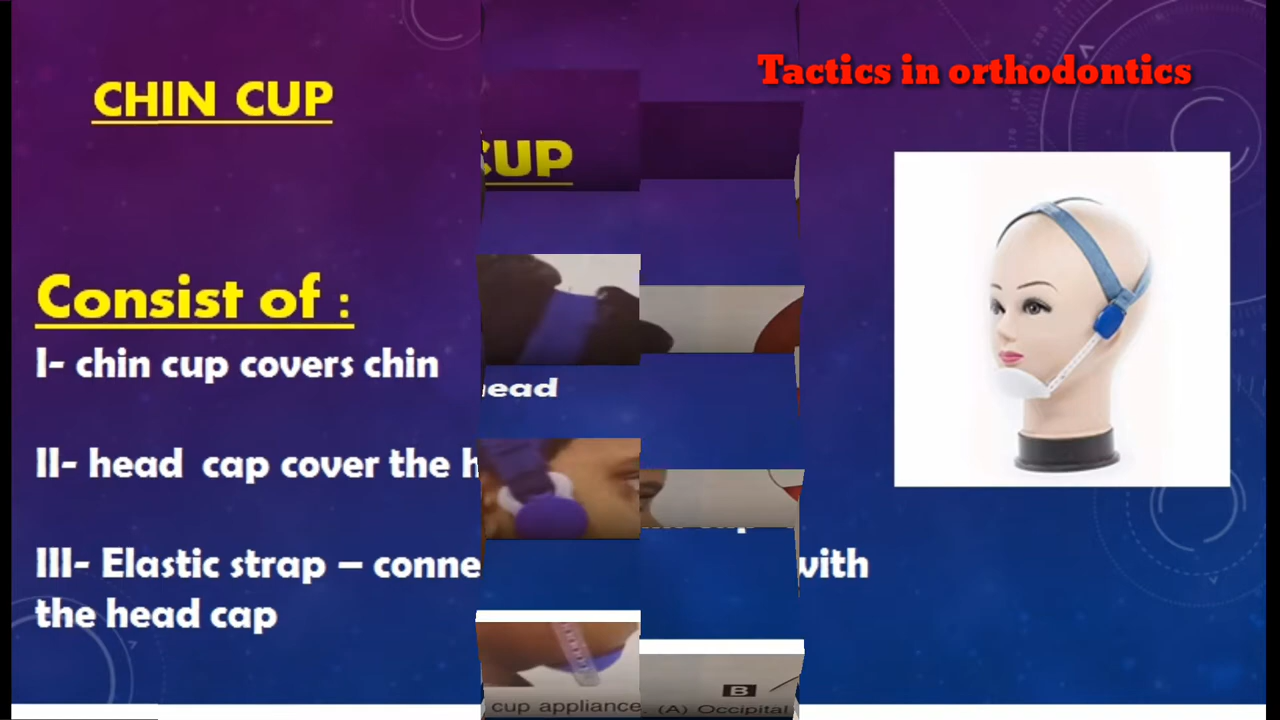 Tactics in orthodontics
CHIN CUP
CUP
Consist of :
I- chin cup covers chin
ead
II- head cap cover the h
III- Elastic strap – conne with
the head cap
B
cup appliance. (A) Occipital